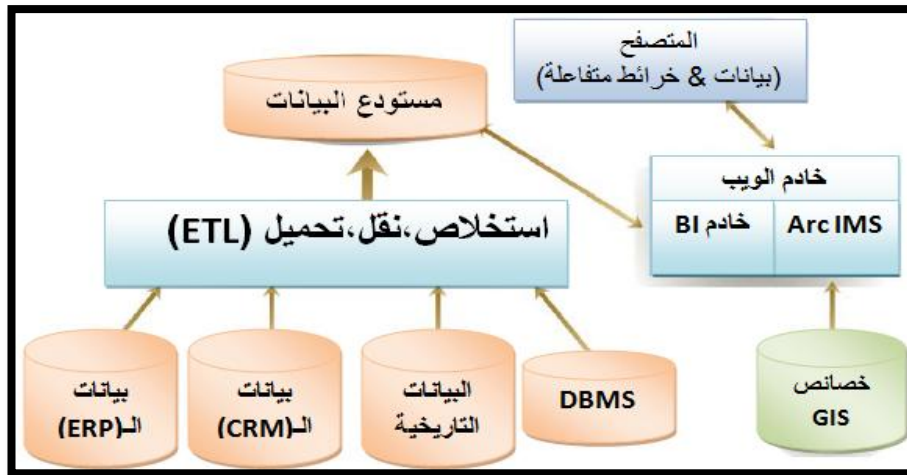 المتصفح
(بيانات & خرائط متفاعلة)
مستودع البيانات
خادم الويب
خادم BI
Arc IMS
استخلاص،نقل،تحميل (ETL)
بيانات
الـ(ERP)
بيانات
الـ(CRM)
البيانات
التاريخية
DBMS
خصائص
GIS